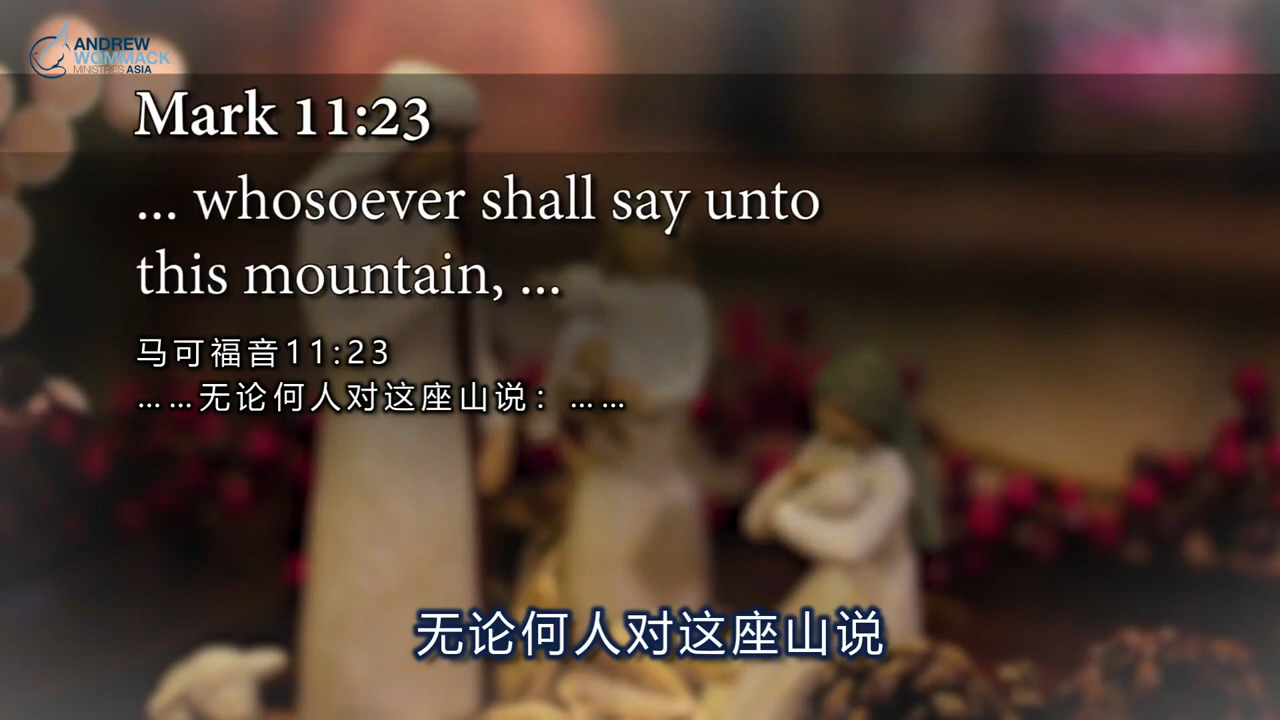 ANDREW
WOMMACK
MINISTRIES ASIA
Mark 11:23
... whosoever shall say unto
this mountain, ...
马可福音11:23
……无论何人对这座山说：……
无论何人对这座山说